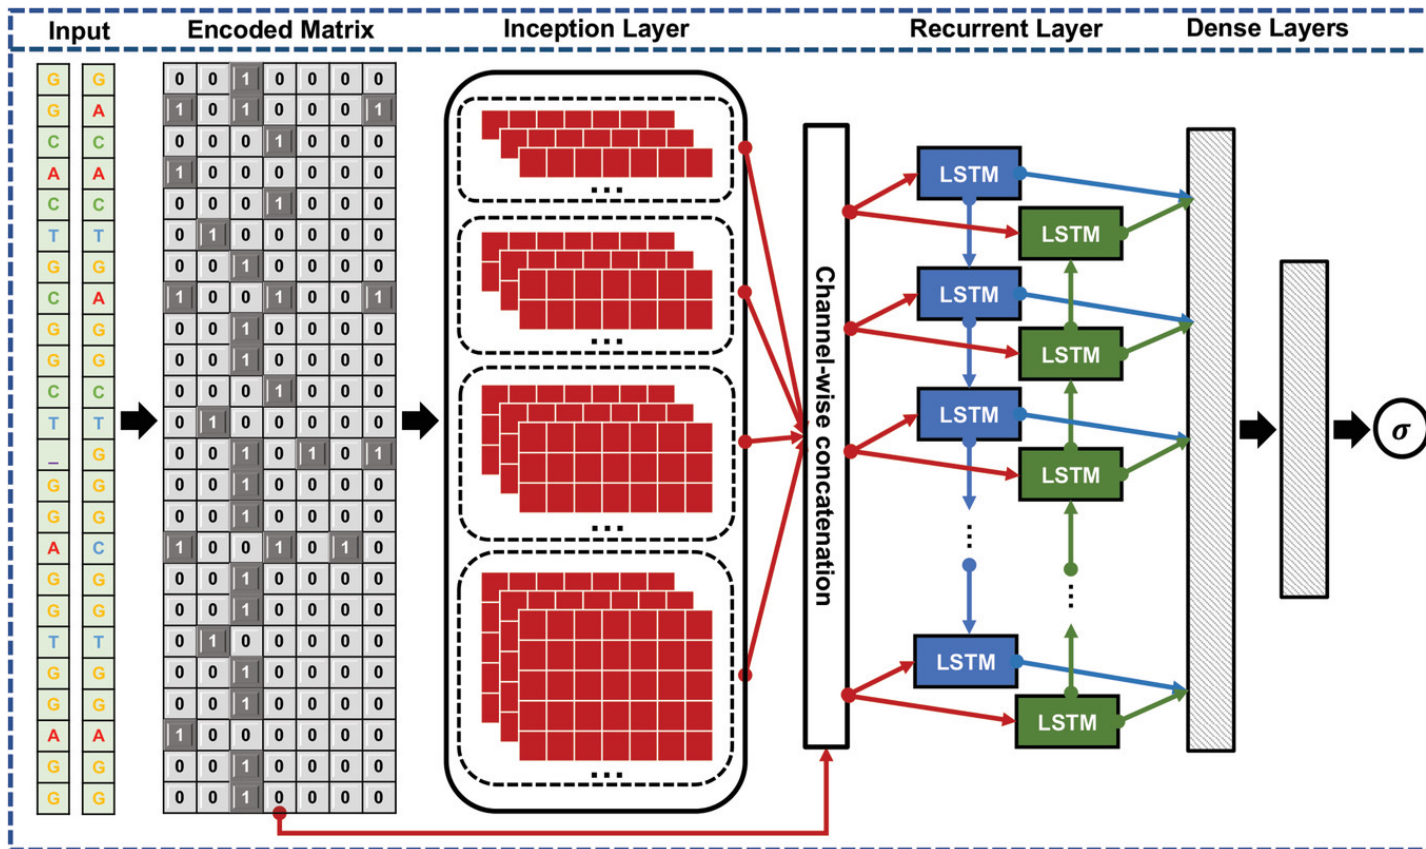 Input Encoded Matrix Inception Layer Recurrent Layer Dense Layers
G G 0 0 1 0 0 0 0
G A 1 0 1 0 0 0 1
C C 0 0 0 1 0 0 0
A A 1 0 0 0 0 0 0
C C 0 0 0 1 0 0 0
T T 0 1 0 0 0 0 0
G G 0 0 1 0 0 0 0
C A 1 0 0 1 0 0 1
G G 0 0 1 0 0 0 0
G G 0 0 1 0 0 0 0
C C 0 0 0 1 0 0 0
T T 0 1 0 0 0 0 0
_ G 0 0 1 0 1 0 1
G G 0 0 1 0 0 0 0
G G 0 0 1 0 0 0 0
A C 1 0 0 1 0 1 0
G G 0 0 1 0 0 0 0
G G 0 0 1 0 0 0 0
T T 0 1 0 0 0 0 0
G G 0 0 1 0 0 0 0
G G 0 0 1 0 0 0 0
A A 1 0 0 0 0 0 0
G G 0 0 1 0 0 0 0
G G 0 0 1 0 0 0 0
...
...
...
...
Channel-wise concatenation
LSTM
LSTM
LSTM
LSTM
LSTM
LSTM
...
...
LSTM
LSTM
σ